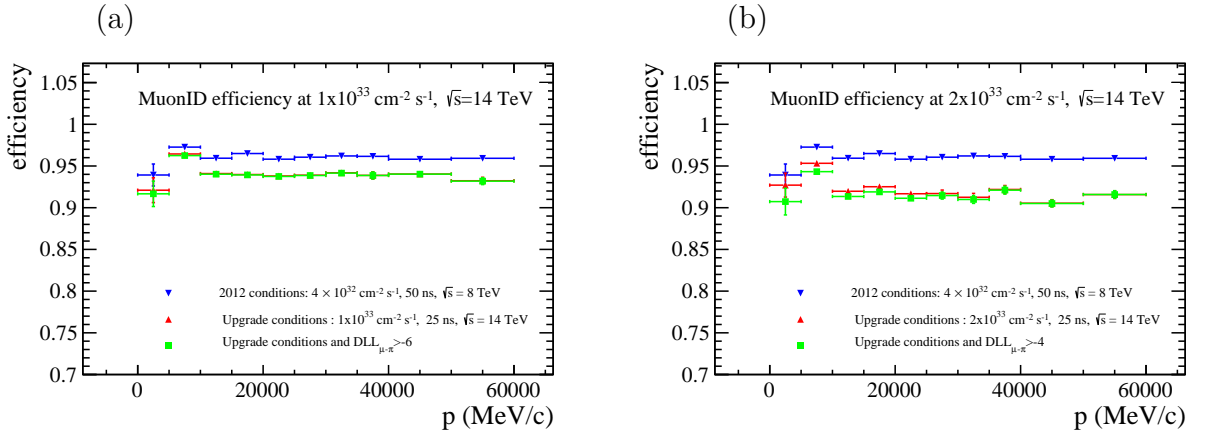 (a)
efficiency
1.05
1
0.95
0.9
0.85
0.8
0.75
0.7
MuonID efficiency at 1x10³³ cm⁻² s⁻¹, √s=14 TeV
2012 conditions: 4 × 10³² cm⁻² s⁻¹, 50 ns, √s = 8 TeV
Upgrade conditions : 1x10³³ cm⁻² s⁻¹, 25 ns, √s = 14 TeV
Upgrade conditions and DLL_μ-π>-6
0 20000 40000 60000
p (MeV/c)
(b)
efficiency
1.05
1
0.95
0.9
0.85
0.8
0.75
0.7
MuonID efficiency at 2x10³³ cm⁻² s⁻¹, √s=14 TeV
2012 conditions: 4 × 10³² cm⁻² s⁻¹, 50 ns, √s = 8 TeV
Upgrade conditions : 2x10³³ cm⁻² s⁻¹, 25 ns, √s = 14 TeV
Upgrade conditions and DLL_μ-π>-4
0 20000 40000 60000
p (MeV/c)